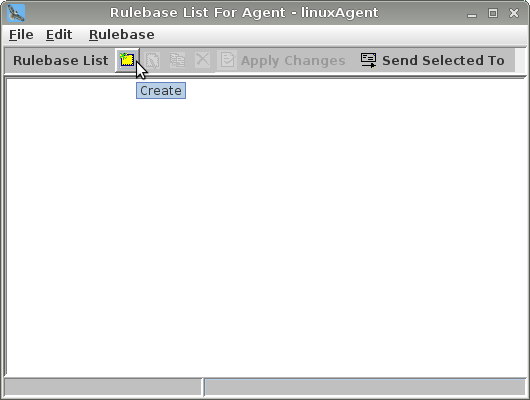 Rulebase List For Agent - linuxAgent
File Edit Rulebase
Rulebase List Apply Changes Send Selected To
Create